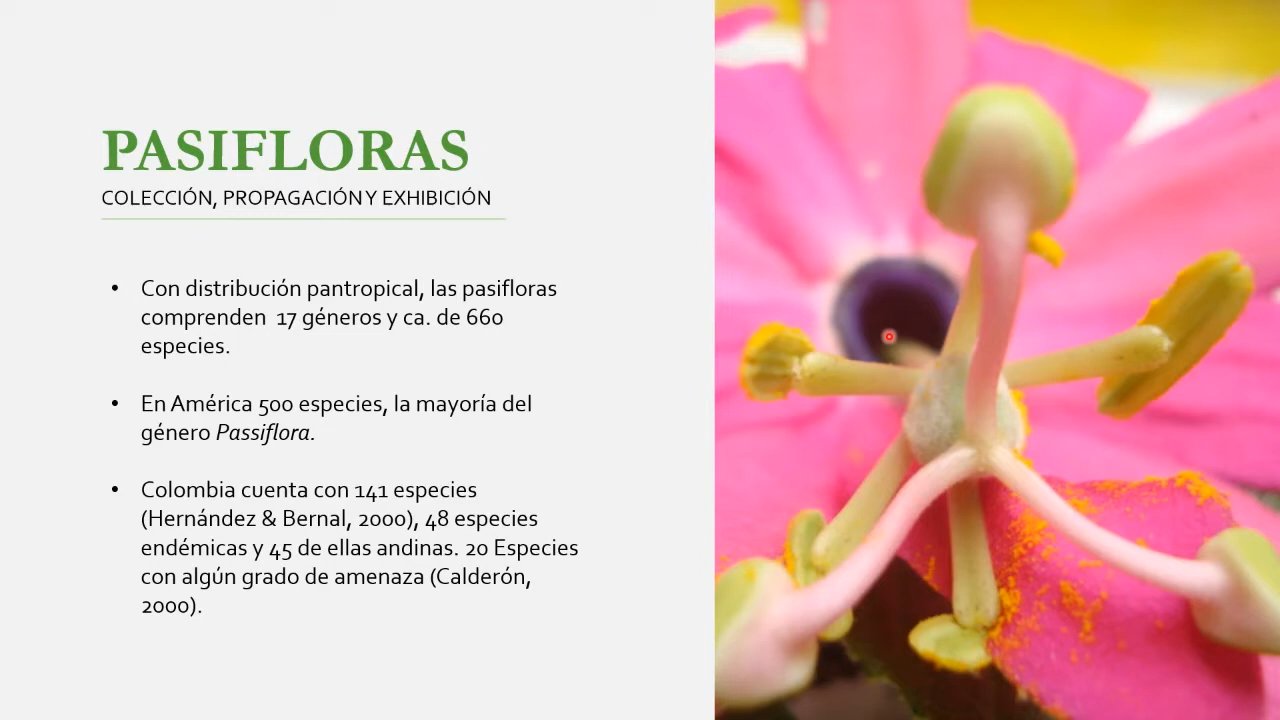 PASIFLORAS
COLECCIÓN, PROPAGACIÓN Y EXHIBICIÓN
• Con distribución pantropical, las pasifloras
comprenden 17 géneros y ca. de 660
especies.
• En América 500 especies, la mayoría del
género Passiflora.
• Colombia cuenta con 141 especies
(Hernández & Bernal, 2000), 48 especies
endémicas y 45 de ellas andinas. 20 Especies
con algún grado de amenaza (Calderón,
2000).